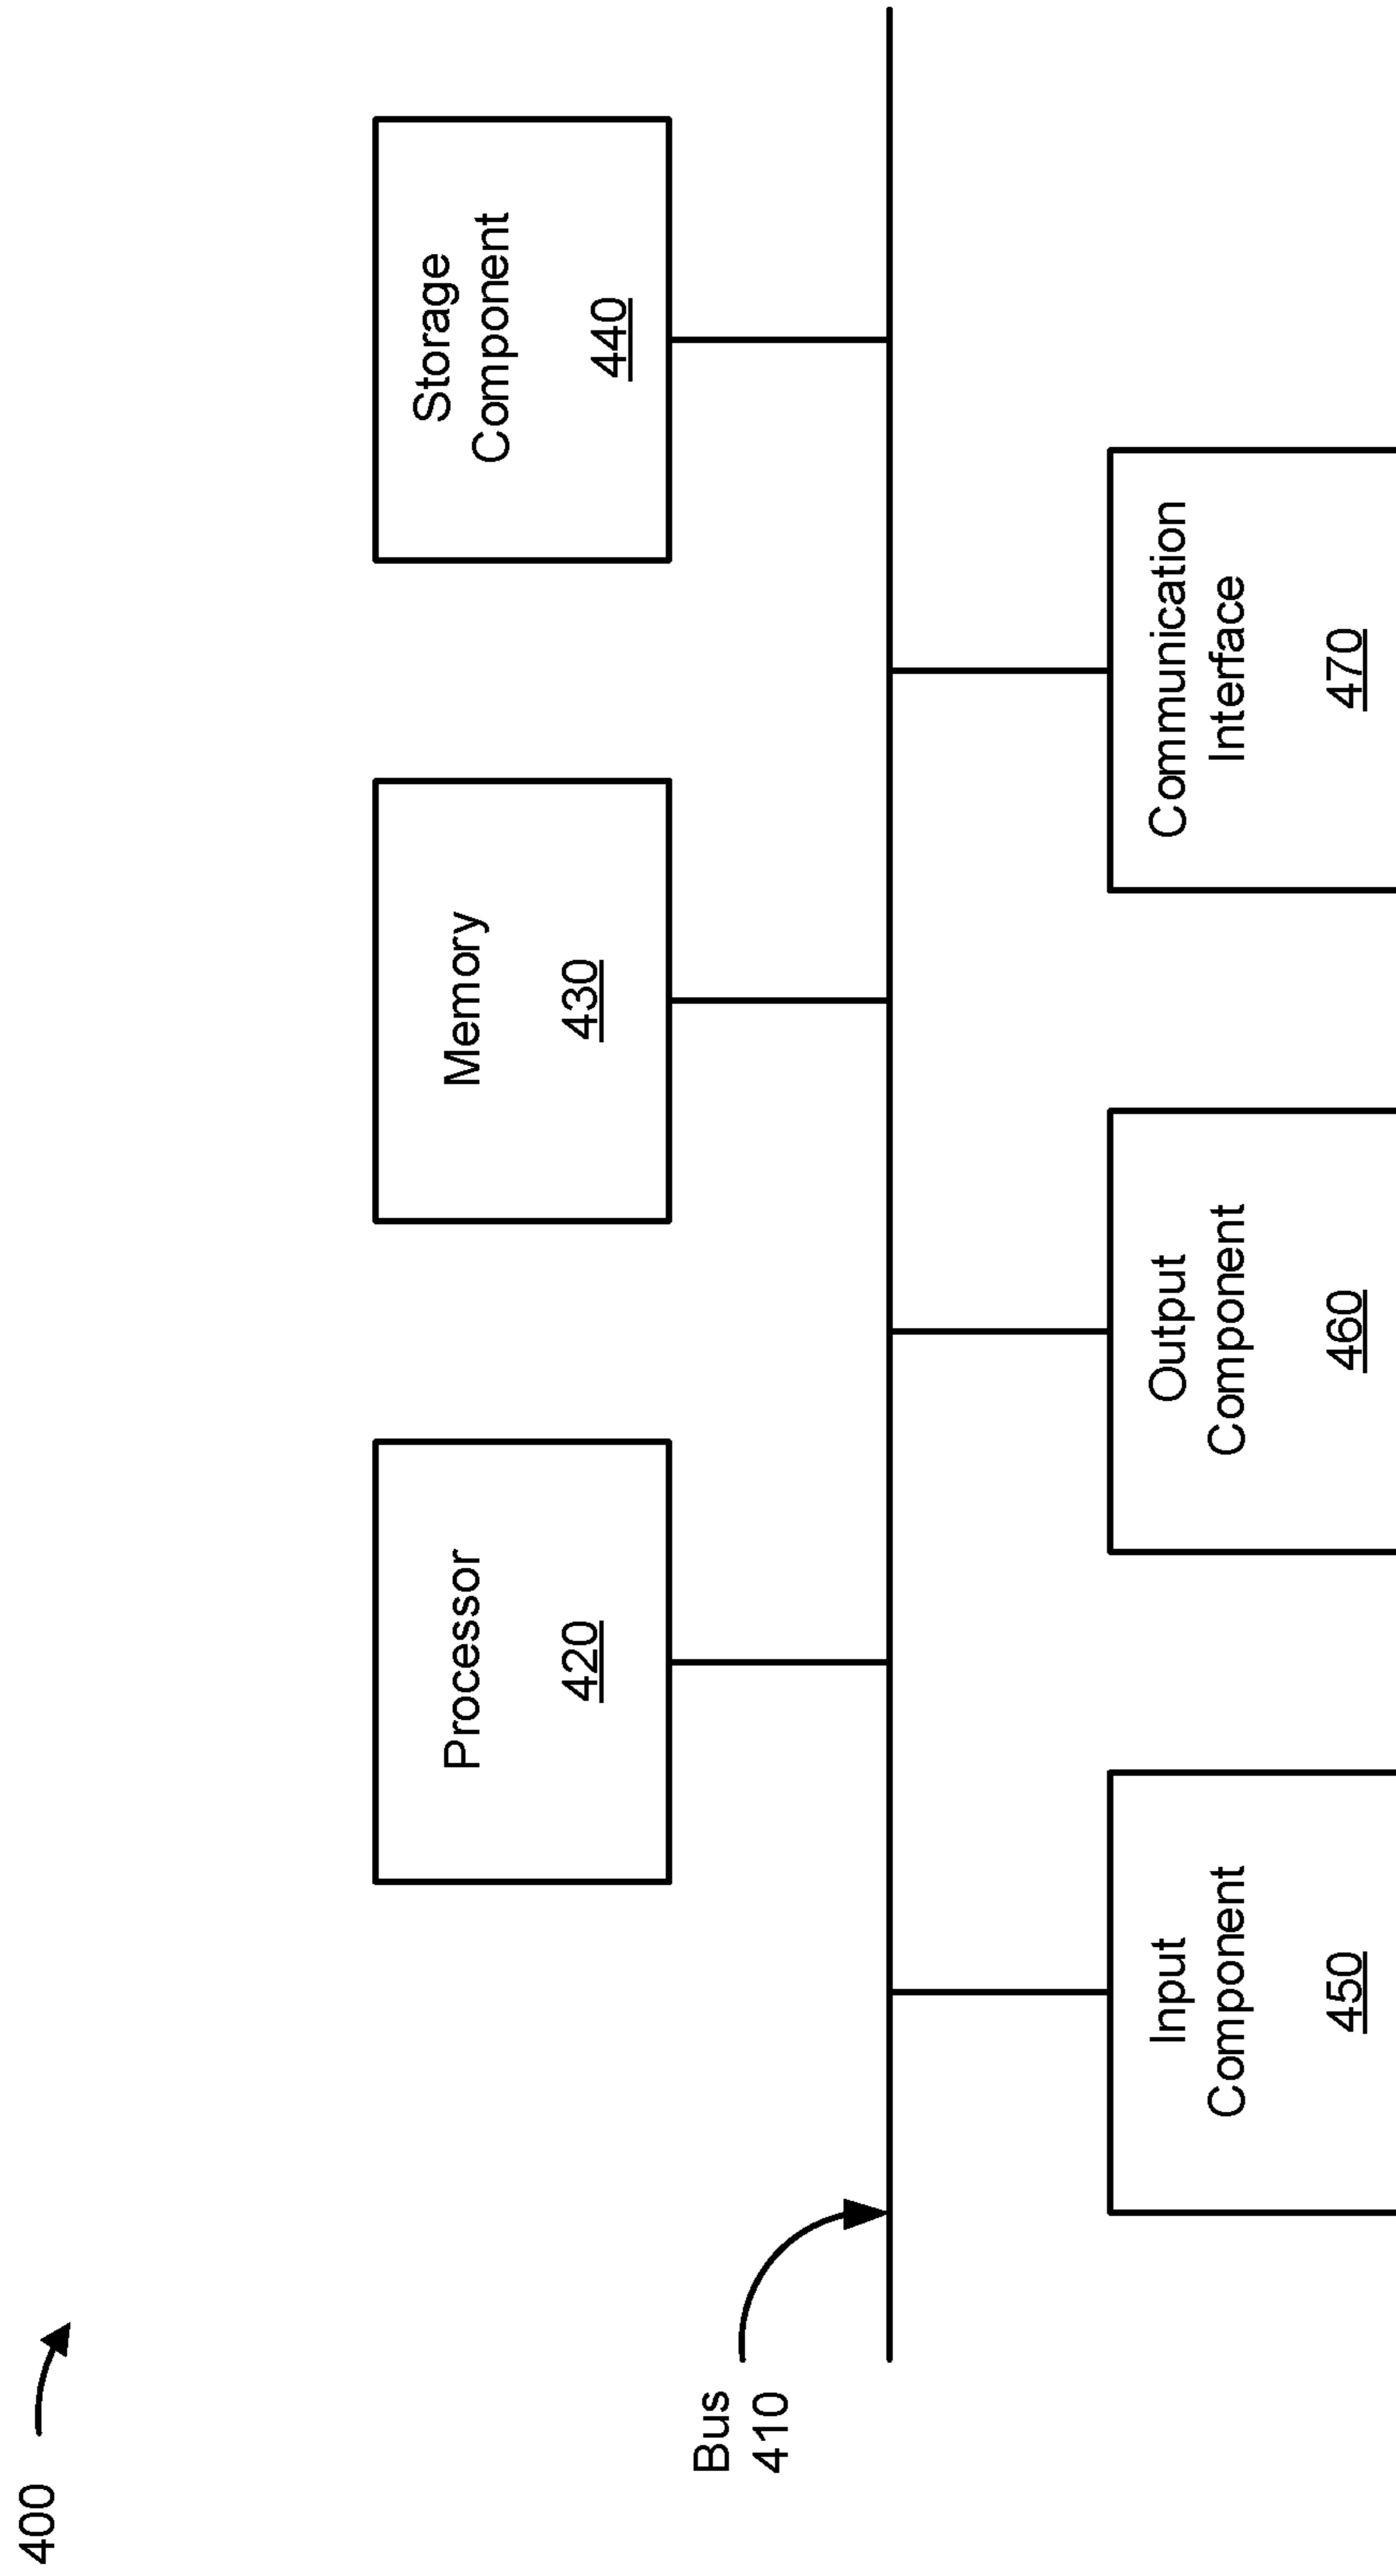 400
Processor
420
Memory
430
Storage
Component
440
Bus
410
Input
Component
450
Output
Component
460
Communication
Interface
470